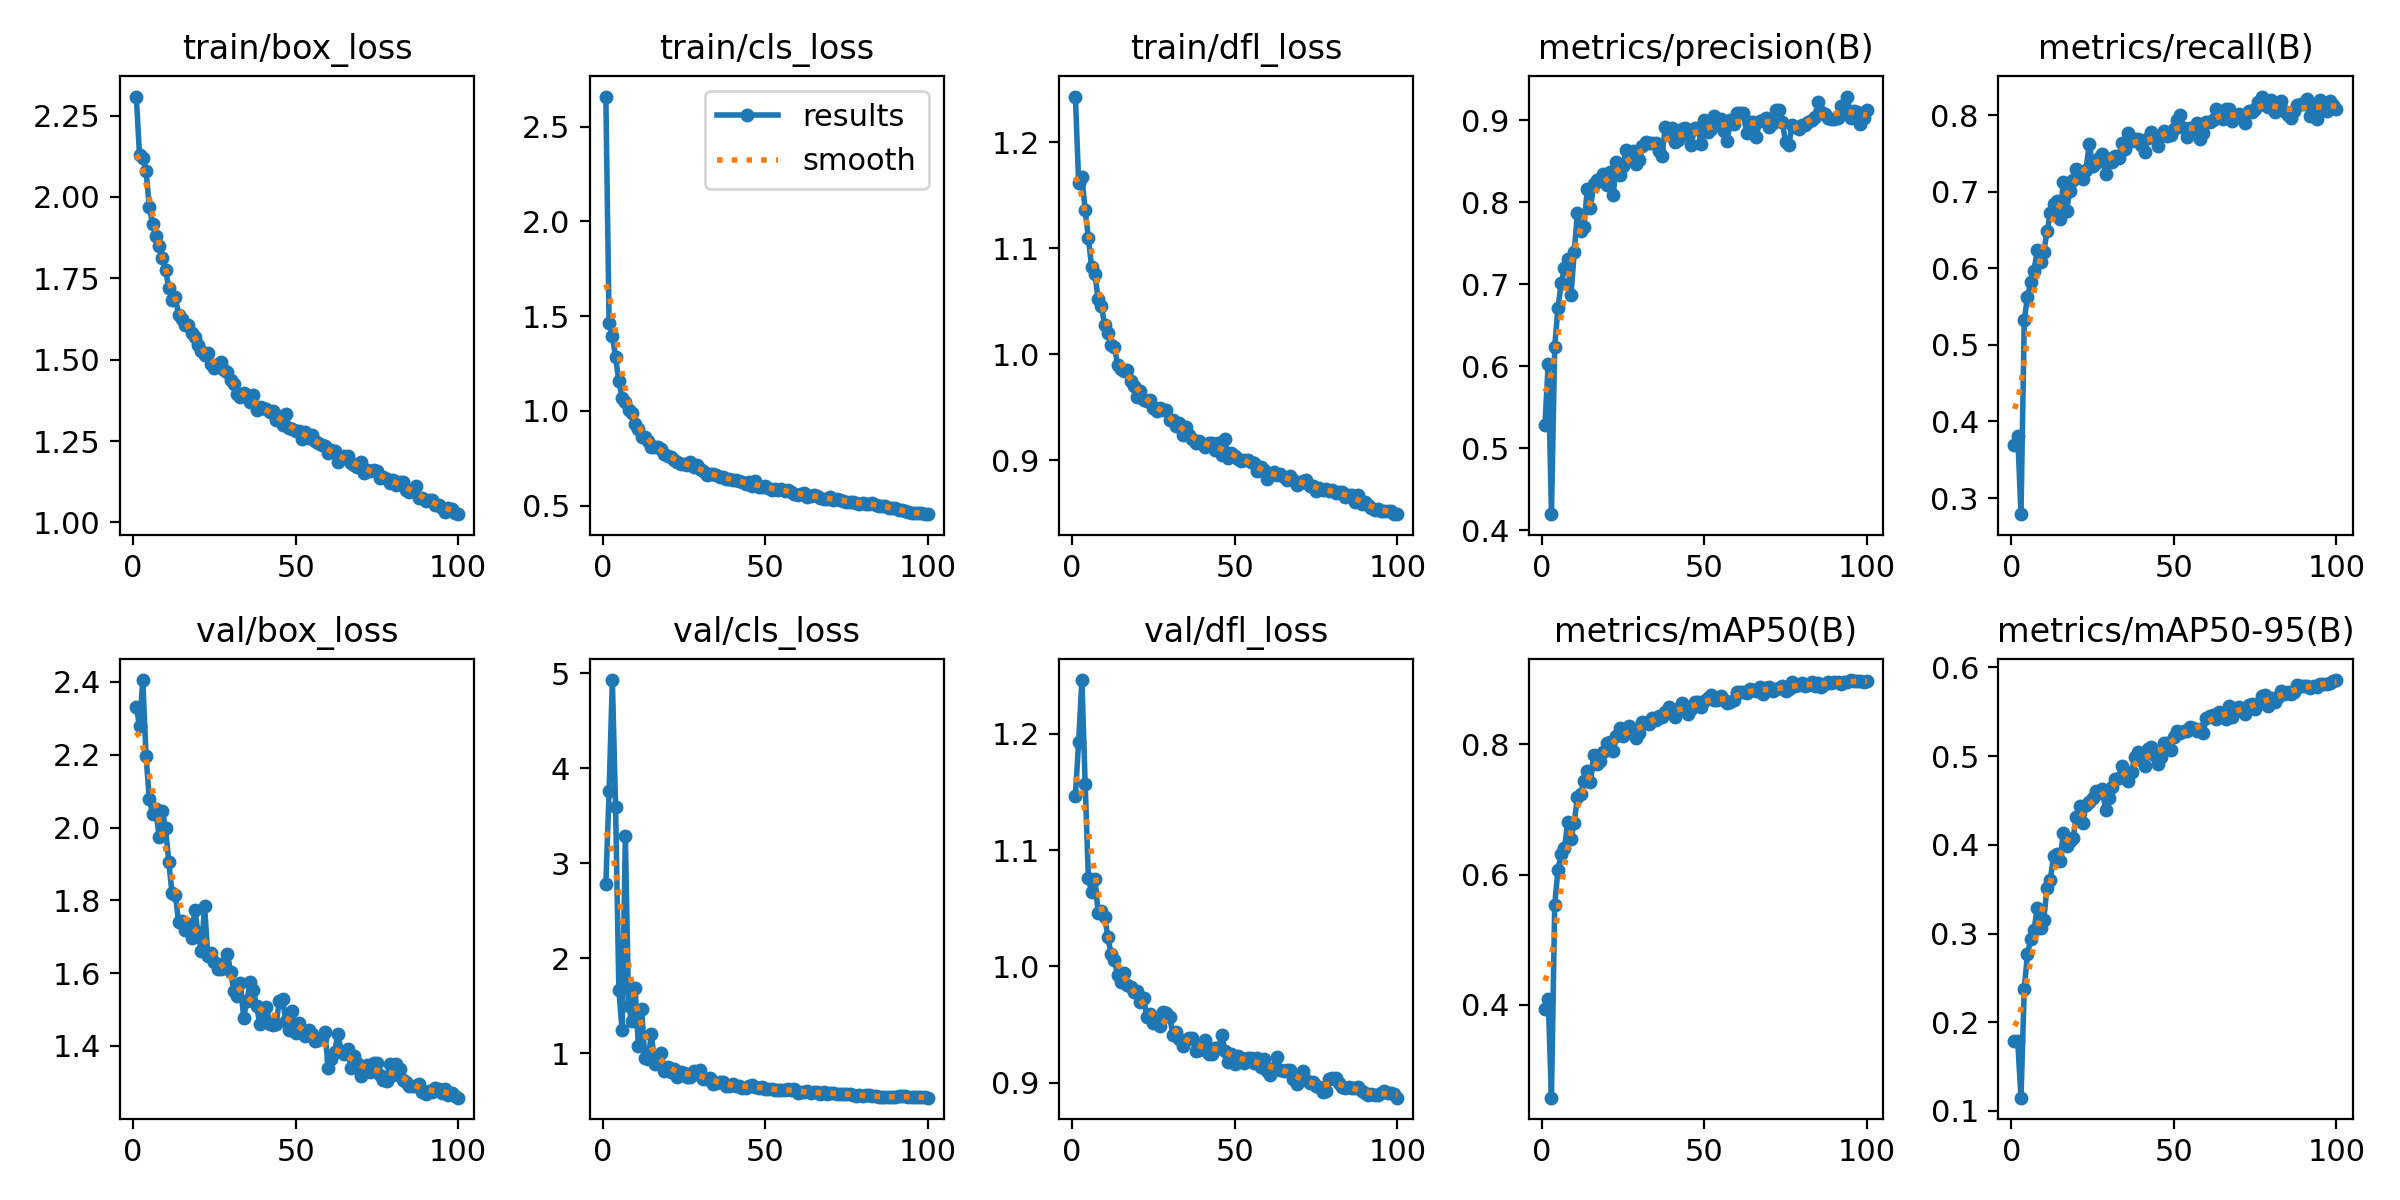 train/box_loss
2.25
2.00
1.75
1.50
1.25
1.00
0 50 100
train/cls_loss
results
smooth
2.5
2.0
1.5
1.0
0.5
0 50 100
train/dfl_loss
1.2
1.1
1.0
0.9
0 50 100
metrics/precision(B)
0.9
0.8
0.7
0.6
0.5
0.4
0 50 100
metrics/recall(B)
0.8
0.7
0.6
0.5
0.4
0.3
0 50 100
val/box_loss
2.4
2.2
2.0
1.8
1.6
1.4
0 50 100
val/cls_loss
5
4
3
2
1
0 50 100
val/dfl_loss
1.2
1.1
1.0
0.9
0 50 100
metrics/mAP50(B)
0.8
0.6
0.4
0 50 100
metrics/mAP50-95(B)
0.6
0.5
0.4
0.3
0.2
0.1
0 50 100